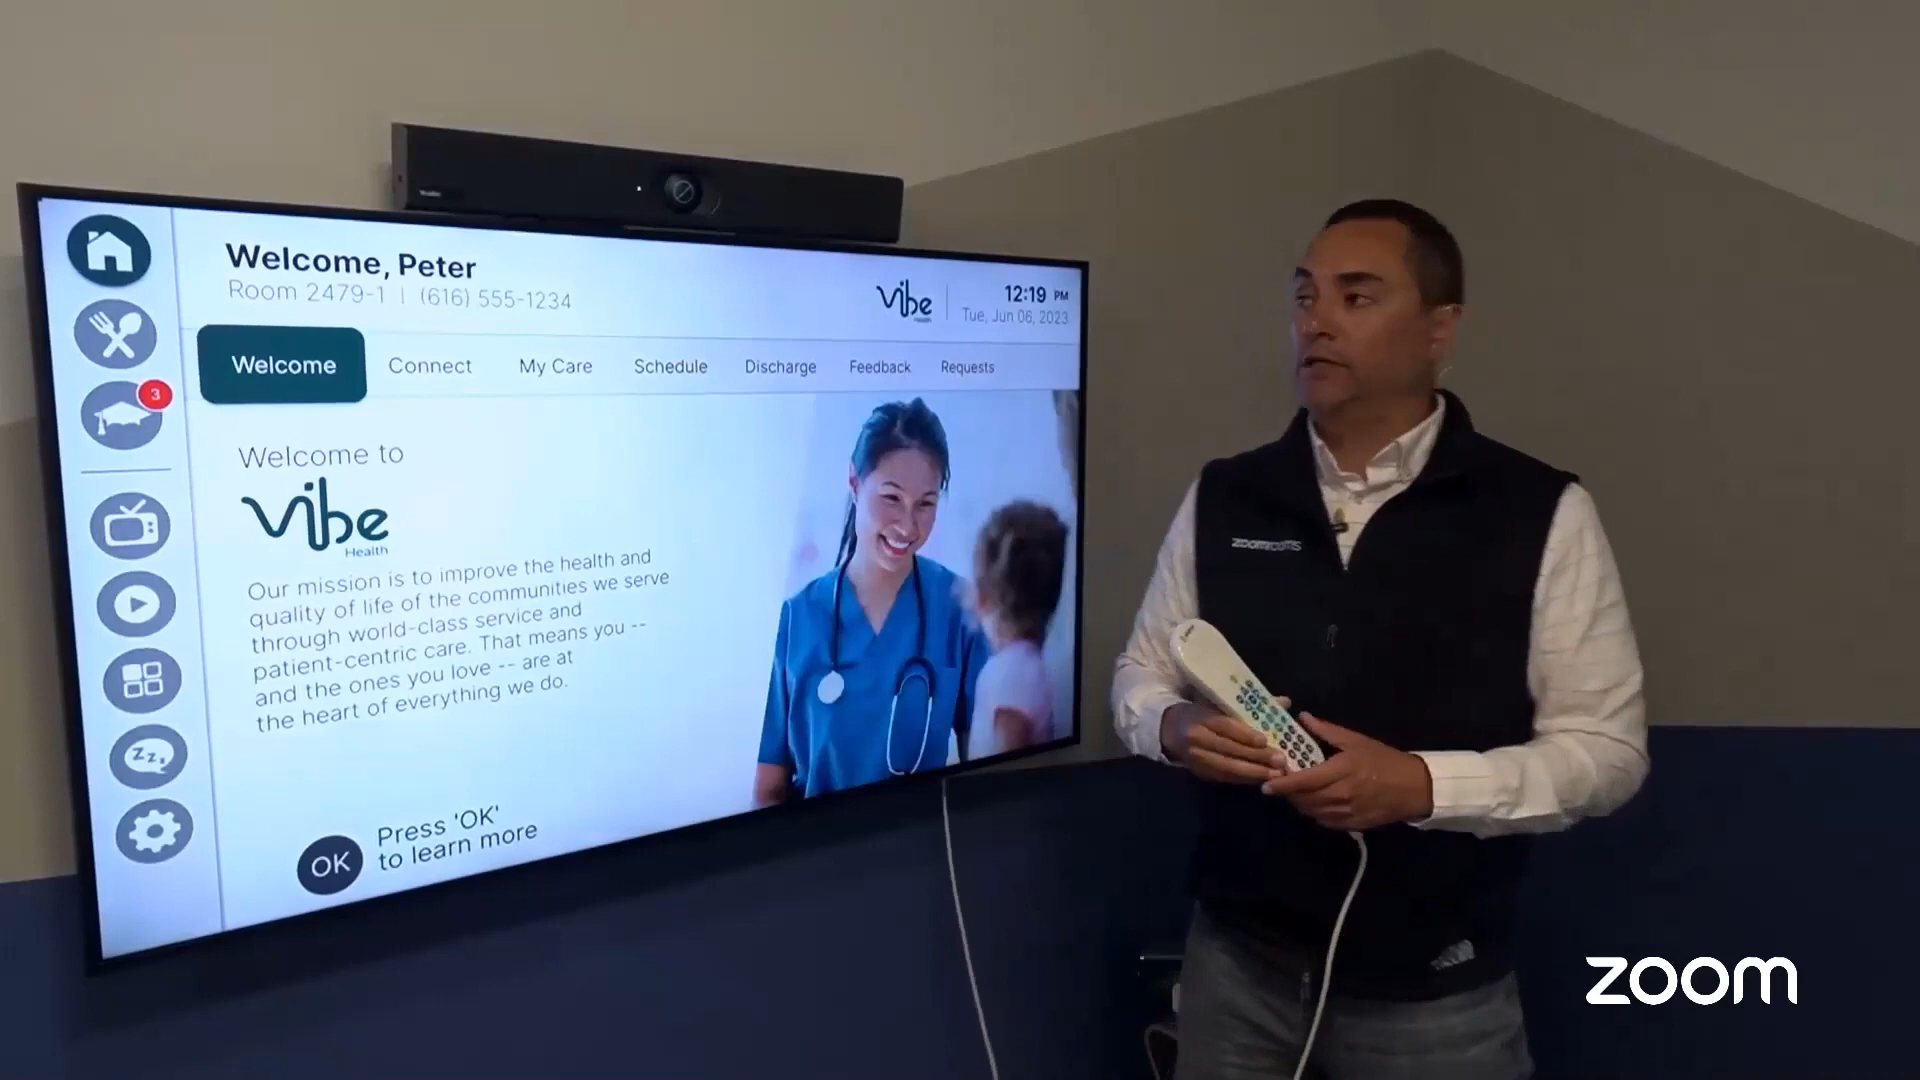 Welcome, Peter
Room 2479-1 | (616) 555-1234
vibe
Health
12:19 PM
Tue, Jun 06, 2023
Welcome
Connect
My Care
Schedule
Discharge
Feedback
Requests
3
Welcome to
vibe
Health
Our mission is to improve the health and
quality of life of the communities we serve
through world-class service and
patient-centric care. That means you --
and the ones you love -- are at
the heart of everything we do.
zzz
OK
Press 'OK'
to learn more
zoom